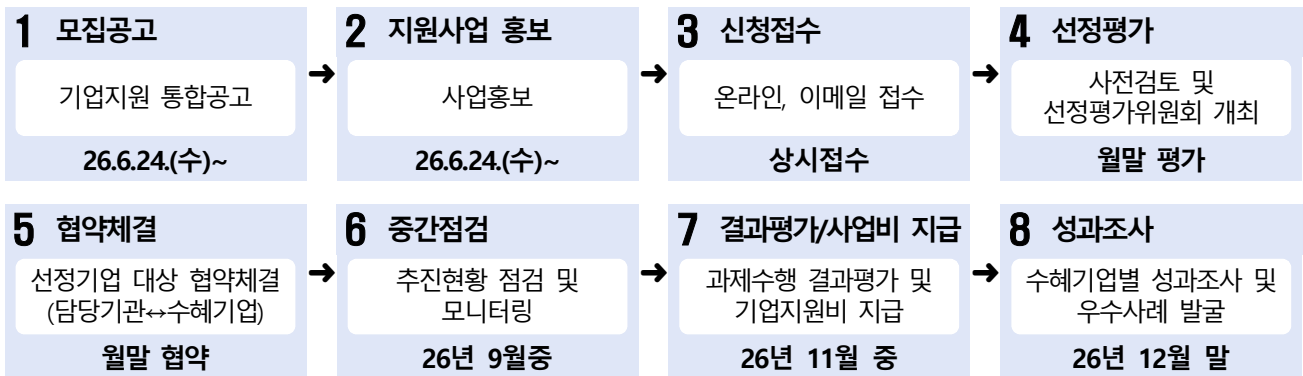 1 모집공고
기업지원 통합공고
26.6.24.(수)~
➜
2 지원사업 홍보
사업홍보
26.6.24.(수)~
➜
3 신청접수
온라인, 이메일 접수
상시접수
➜
4 선정평가
사전검토 및
선정평가위원회 개최
월말 평가
5 협약체결
선정기업 대상 협약체결
(담당기관↔수혜기업)
월말 협약
➜
6 중간점검
추진현황 점검 및
모니터링
26년 9월중
➜
7 결과평가/사업비 지급
과제수행 결과평가 및
기업지원비 지급
26년 11월 중
➜
8 성과조사
수혜기업별 성과조사 및
우수사례 발굴
26년 12월 말